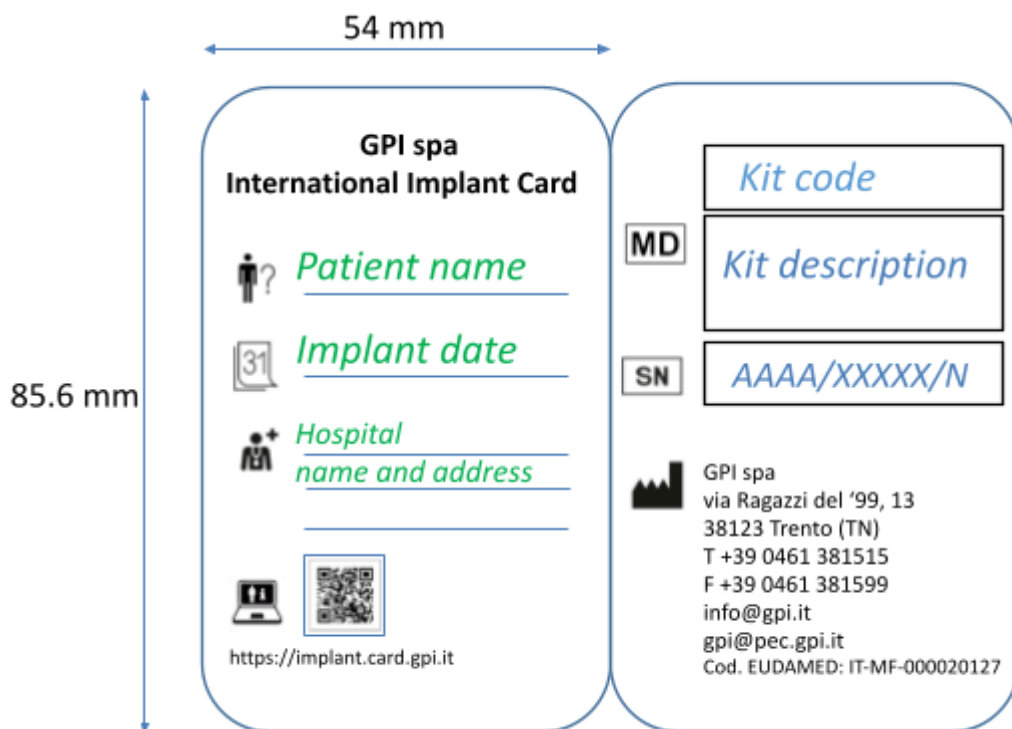 54 mm
85.6 mm
GPI spa
International Implant Card
?
Patient name
31
Implant date
Hospital
name and address
https://implant.card.gpi.it
Kit code
MD
Kit description
SN
AAAA/XXXXX/N
GPI spa
via Ragazzi del ‘99, 13
38123 Trento (TN)
T +39 0461 381515
F +39 0461 381599
info@gpi.it
gpi@pec.gpi.it
Cod. EUDAMED: IT-MF-000020127